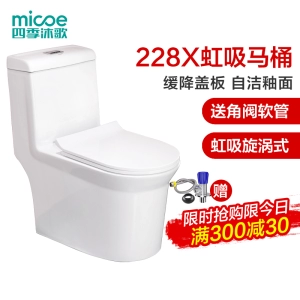 micoe
四季沐歌
228X虹吸马桶
缓降盖板 自洁釉面
送角阀软管
虹吸旋涡式
赠
限时抢购限今日
满300减30